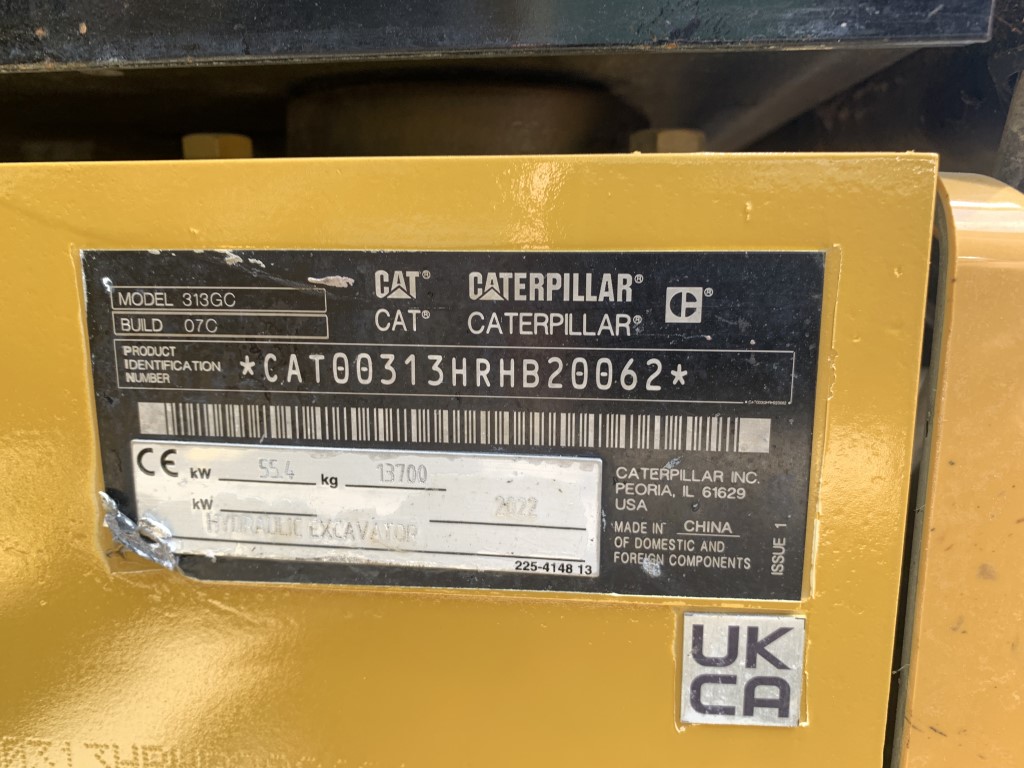 MODEL 313GC
BUILD 07C
CAT® CATERPILLAR® ®
CAT® CATERPILLAR®
PRODUCT
IDENTIFICATION
NUMBER
*CAT00313HRHB20062*
CE kW 55.4 kg 13700
kW 2022
HYDRAULIC EXCAVATOR
225-4148 13
CATERPILLAR INC.
PEORIA, IL 61629
USA
MADE IN CHINA
OF DOMESTIC AND
FOREIGN COMPONENTS
ISSUE 1
UK
CA